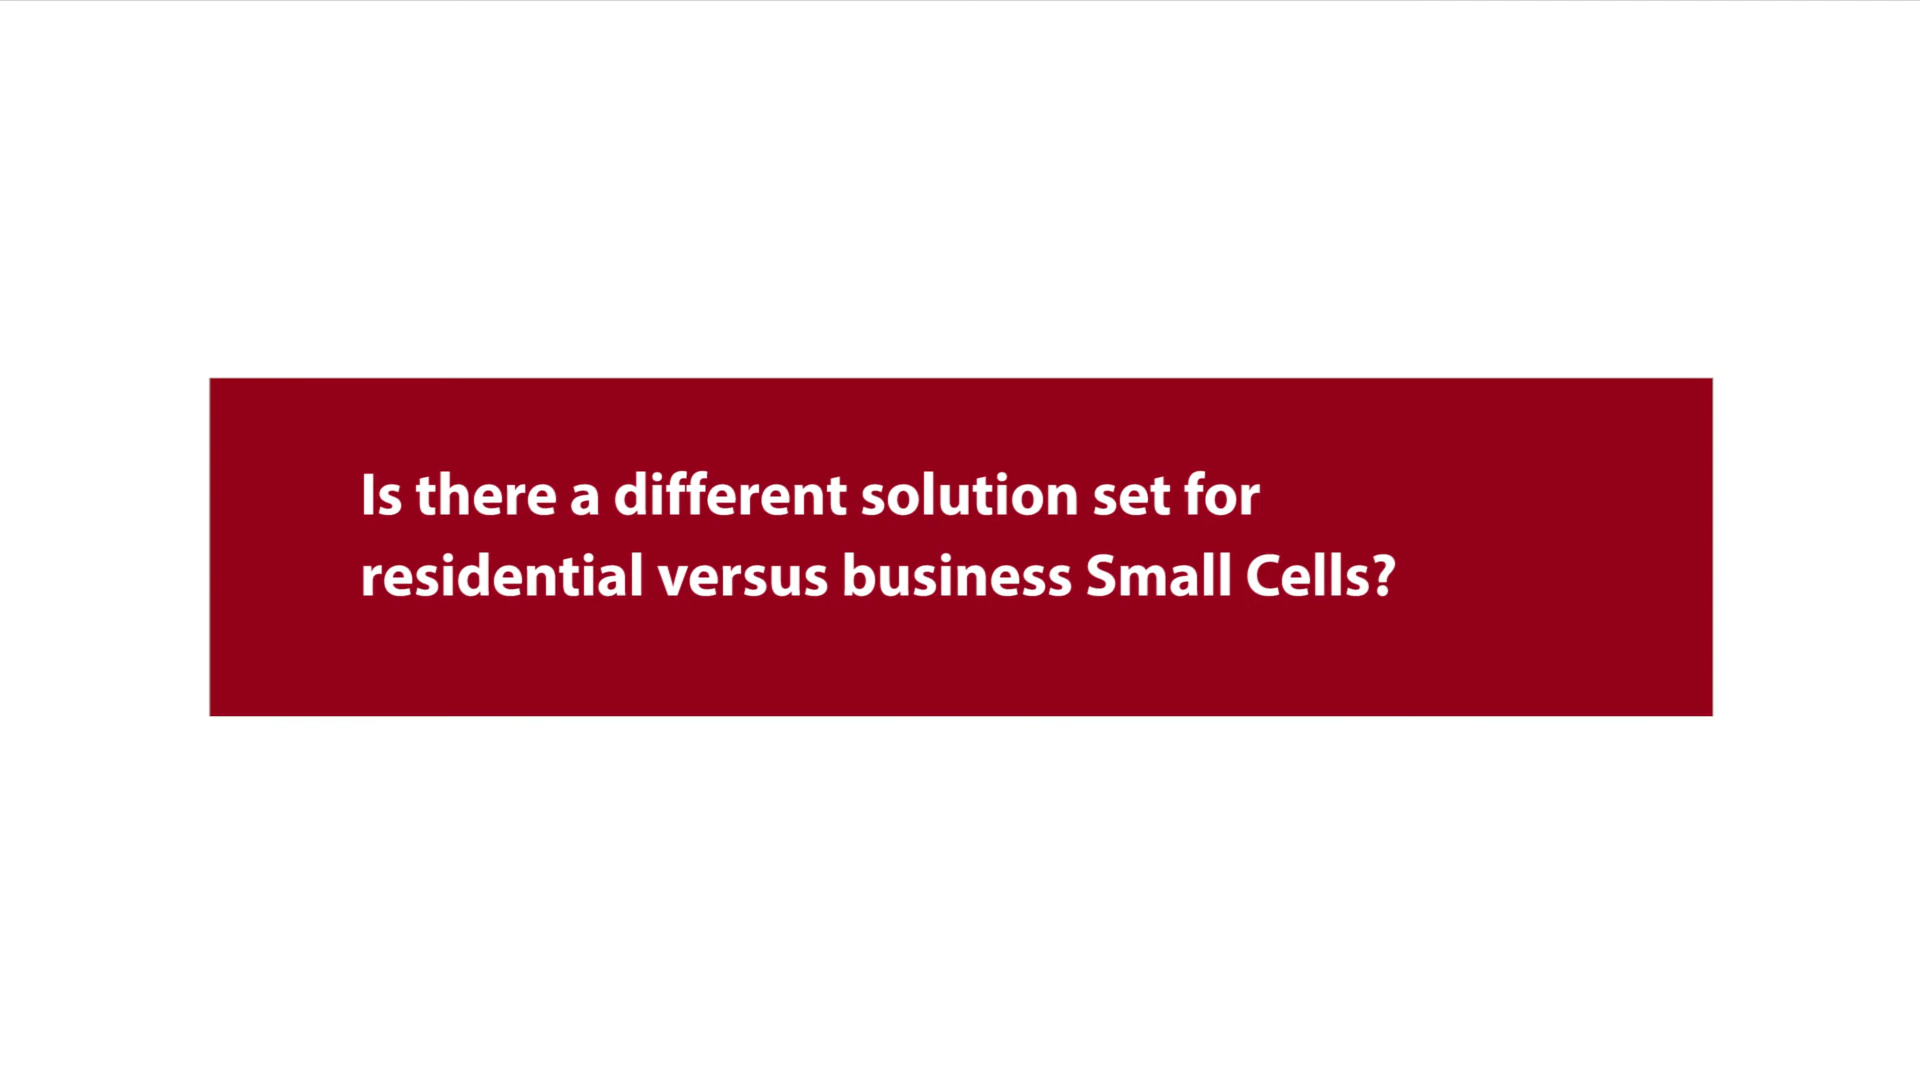 Is there a different solution set for
residential versus business Small Cells?